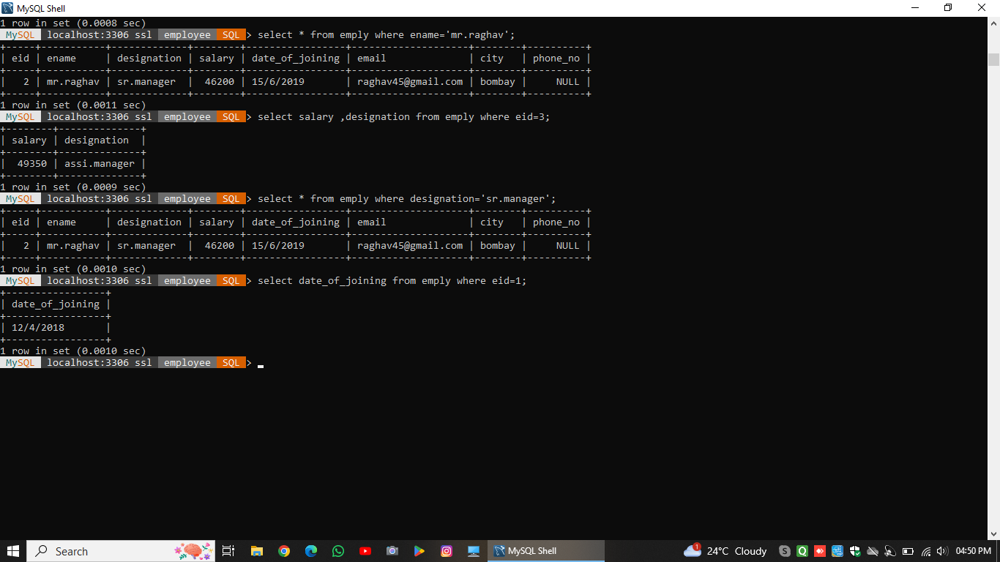 MySQL Shell
1 row in set (0.0008 sec)
MySQL localhost:3306 ssl employee SQL > select * from emply where ename='mr.raghav';
+-----+-----------+-------------+--------+-----------------+--------------------+--------+----------+
| eid | ename     | designation | salary | date_of_joining | email              | city   | phone_no |
+-----+-----------+-------------+--------+-----------------+--------------------+--------+----------+
|   2 | mr.raghav | sr.manager  |  46200 | 15/6/2019       | raghav45@gmail.com | bombay |     NULL |
+-----+-----------+-------------+--------+-----------------+--------------------+--------+----------+
1 row in set (0.0011 sec)
MySQL localhost:3306 ssl employee SQL > select salary ,designation from emply where eid=3;
+--------+--------------+
| salary | designation  |
+--------+--------------+
|  49350 | assi.manager |
+--------+--------------+
1 row in set (0.0009 sec)
MySQL localhost:3306 ssl employee SQL > select * from emply where designation='sr.manager';
+-----+-----------+-------------+--------+-----------------+--------------------+--------+----------+
| eid | ename     | designation | salary | date_of_joining | email              | city   | phone_no |
+-----+-----------+-------------+--------+-----------------+--------------------+--------+----------+
|   2 | mr.raghav | sr.manager  |  46200 | 15/6/2019       | raghav45@gmail.com | bombay |     NULL |
+-----+-----------+-------------+--------+-----------------+--------------------+--------+----------+
1 row in set (0.0010 sec)
MySQL localhost:3306 ssl employee SQL > select date_of_joining from emply where eid=1;
+-----------------+
| date_of_joining |
+-----------------+
| 12/4/2018       |
+-----------------+
1 row in set (0.0010 sec)
MySQL localhost:3306 ssl employee SQL >
Search MySQL Shell 1 24°C Cloudy S Q 04:50 PM